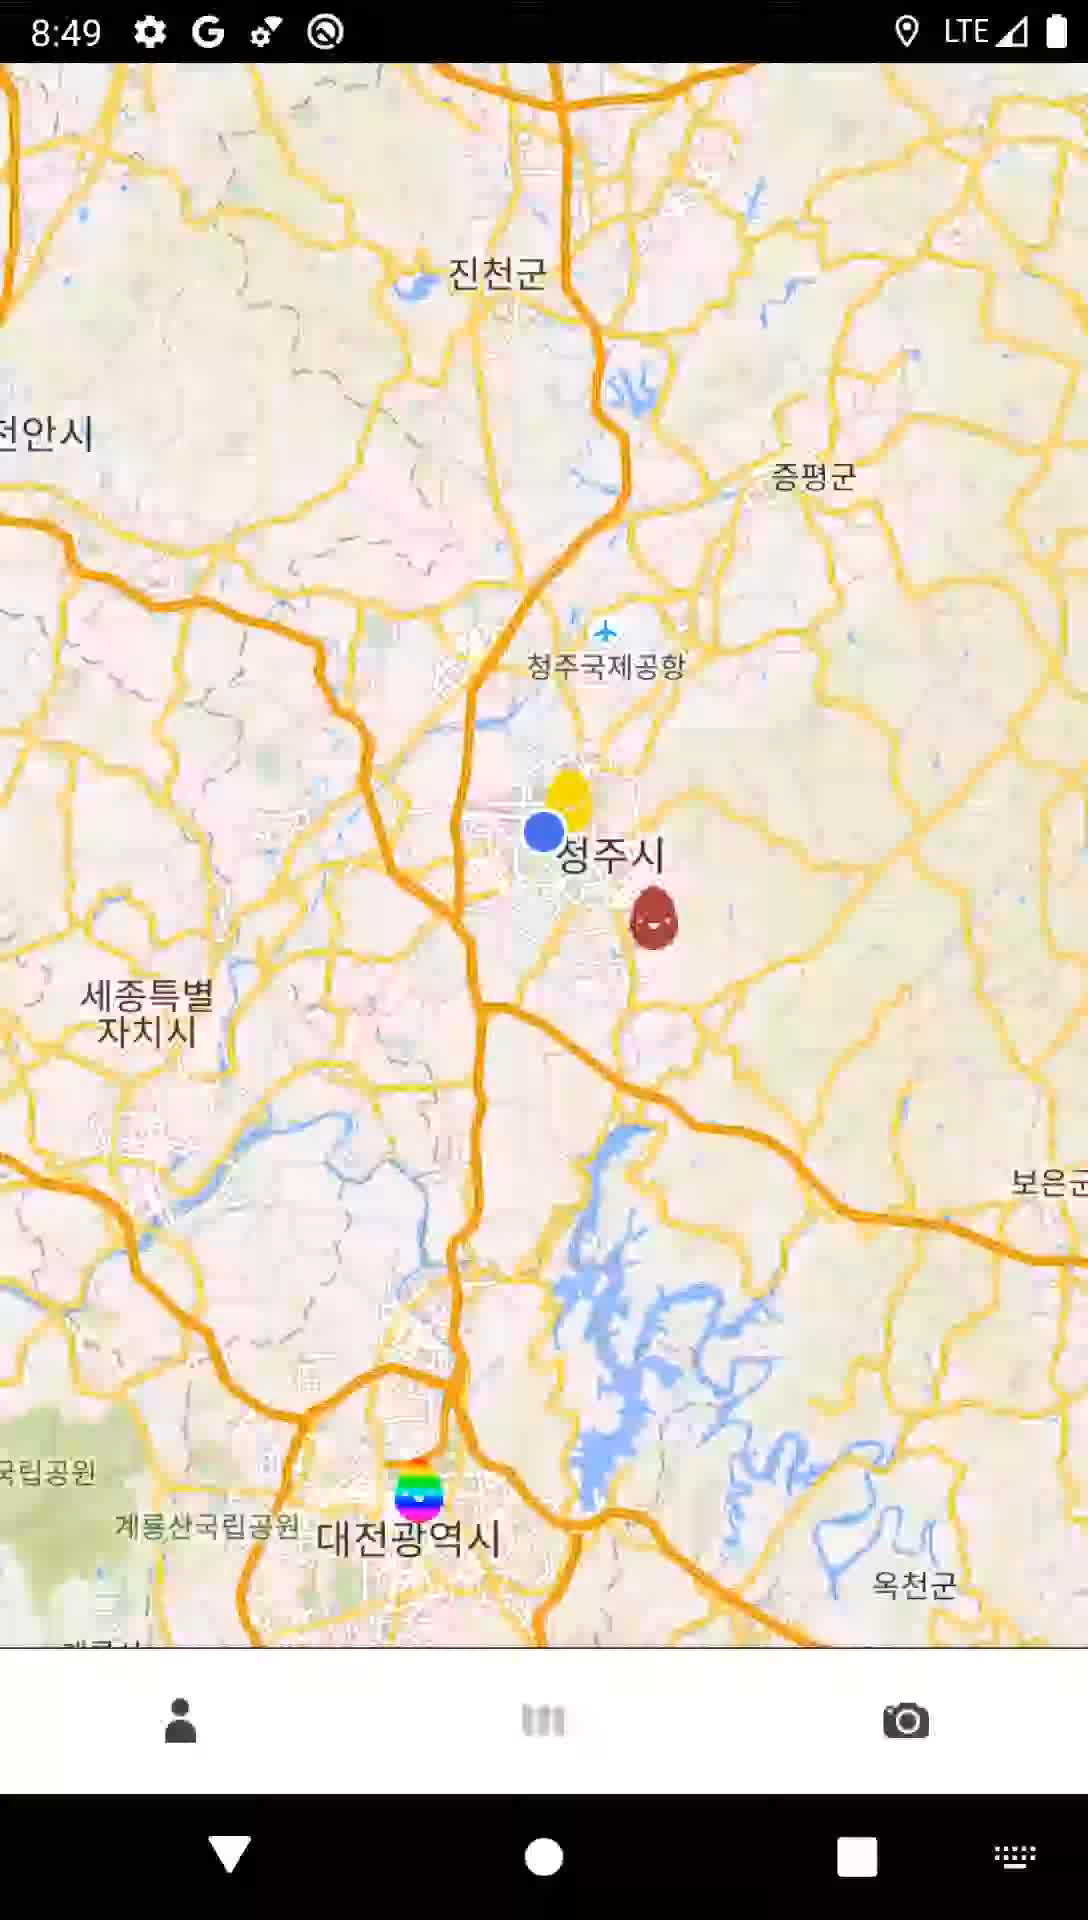 8:49
LTE
진천군
천안시
증평군
청주국제공항
청주시
세종특별
자치시
보은군
국립공원
계룡산국립공원
대전광역시
옥천군